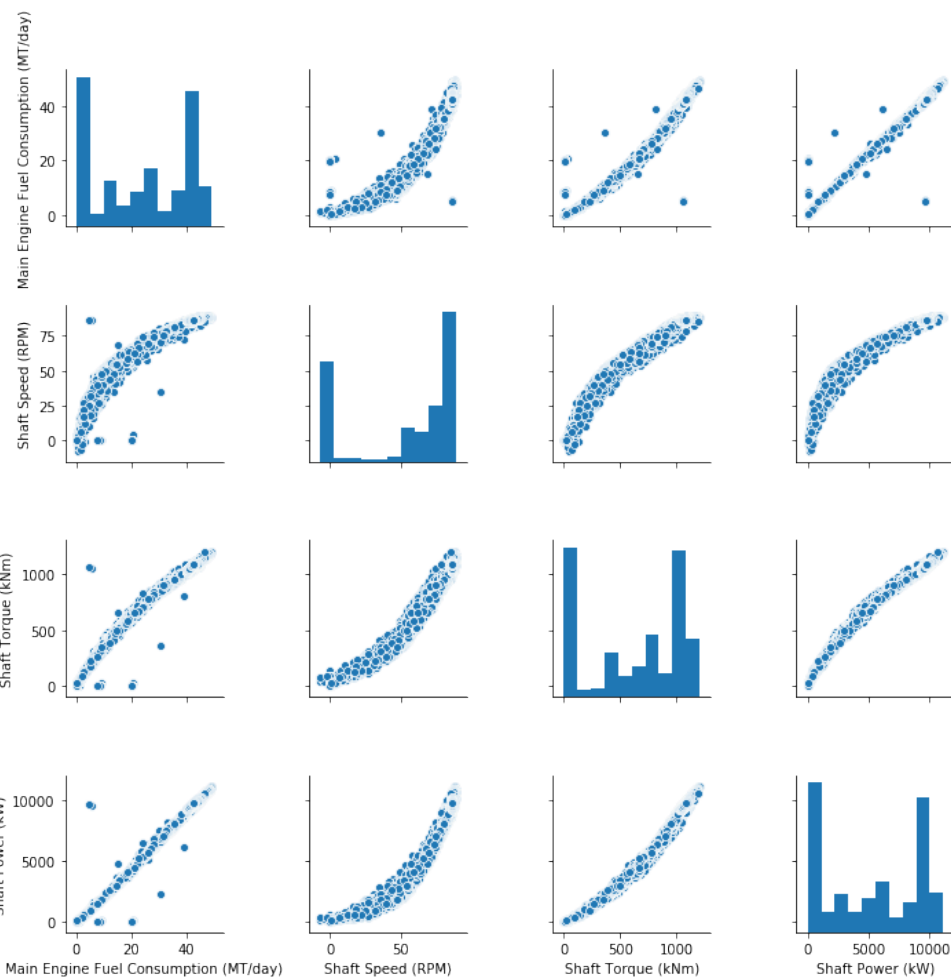 Main Engine Fuel Consumption (MT/day)
40
20
0
Shaft Speed (RPM)
75
50
25
0
Shaft Torque (kNm)
1000
500
0
Shaft Power (kW)
10000
5000
0
0 20 40
0 50
0 500 1000
0 5000 10000
Main Engine Fuel Consumption (MT/day)
Shaft Speed (RPM)
Shaft Torque (kNm)
Shaft Power (kW)